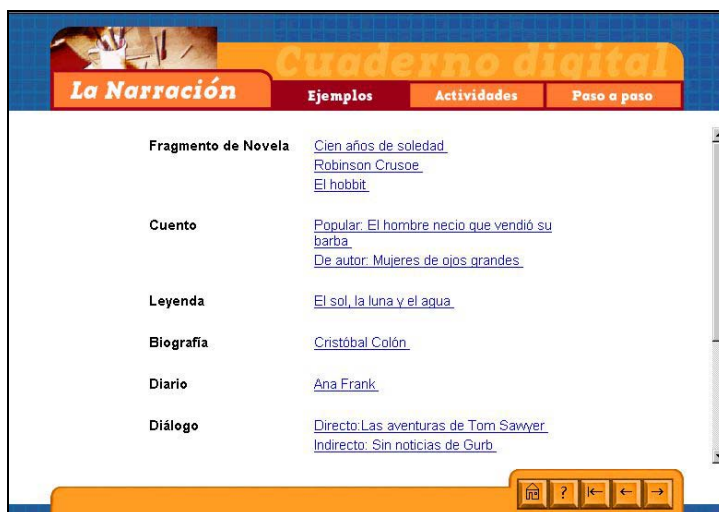 Cuaderno digital
La Narración
Ejemplos
Actividades
Paso a paso
Fragmento de Novela
Cien años de soledad
Robinson Crusoe
El hobbit
Cuento
Popular: El hombre necio que vendió su
barba
De autor: Mujeres de ojos grandes
Leyenda
El sol, la luna y el agua
Biografía
Cristóbal Colón
Diario
Ana Frank
Diálogo
Directo:Las aventuras de Tom Sawyer
Indirecto: Sin noticias de Gurb
?